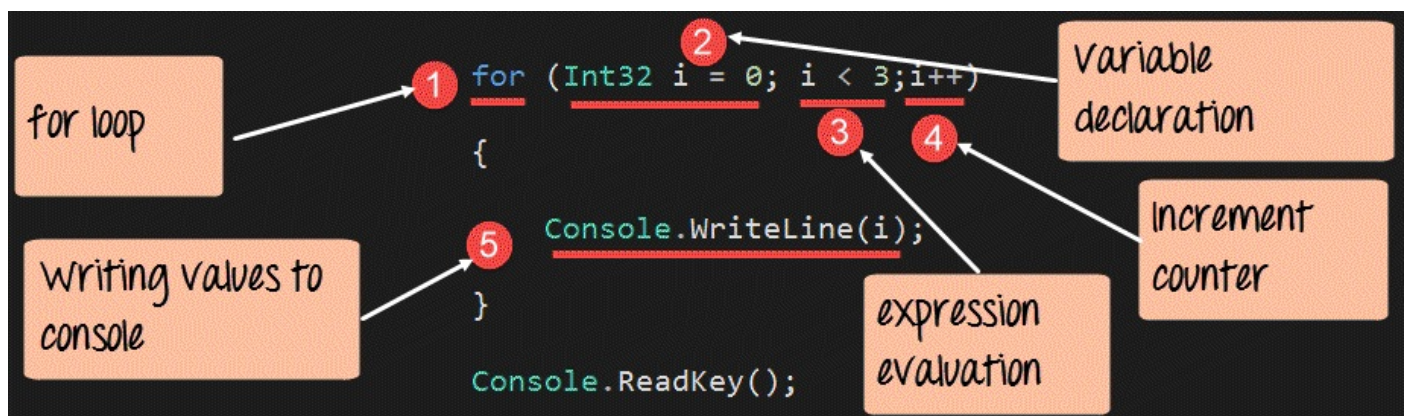 2
Variable
declaration
1
for (Int32 i = 0; i < 3;i++)
for loop
3
4
{
Increment
counter
5
Console.WriteLine(i);
Writing values to
console
}
expression
evaluation
Console.ReadKey();